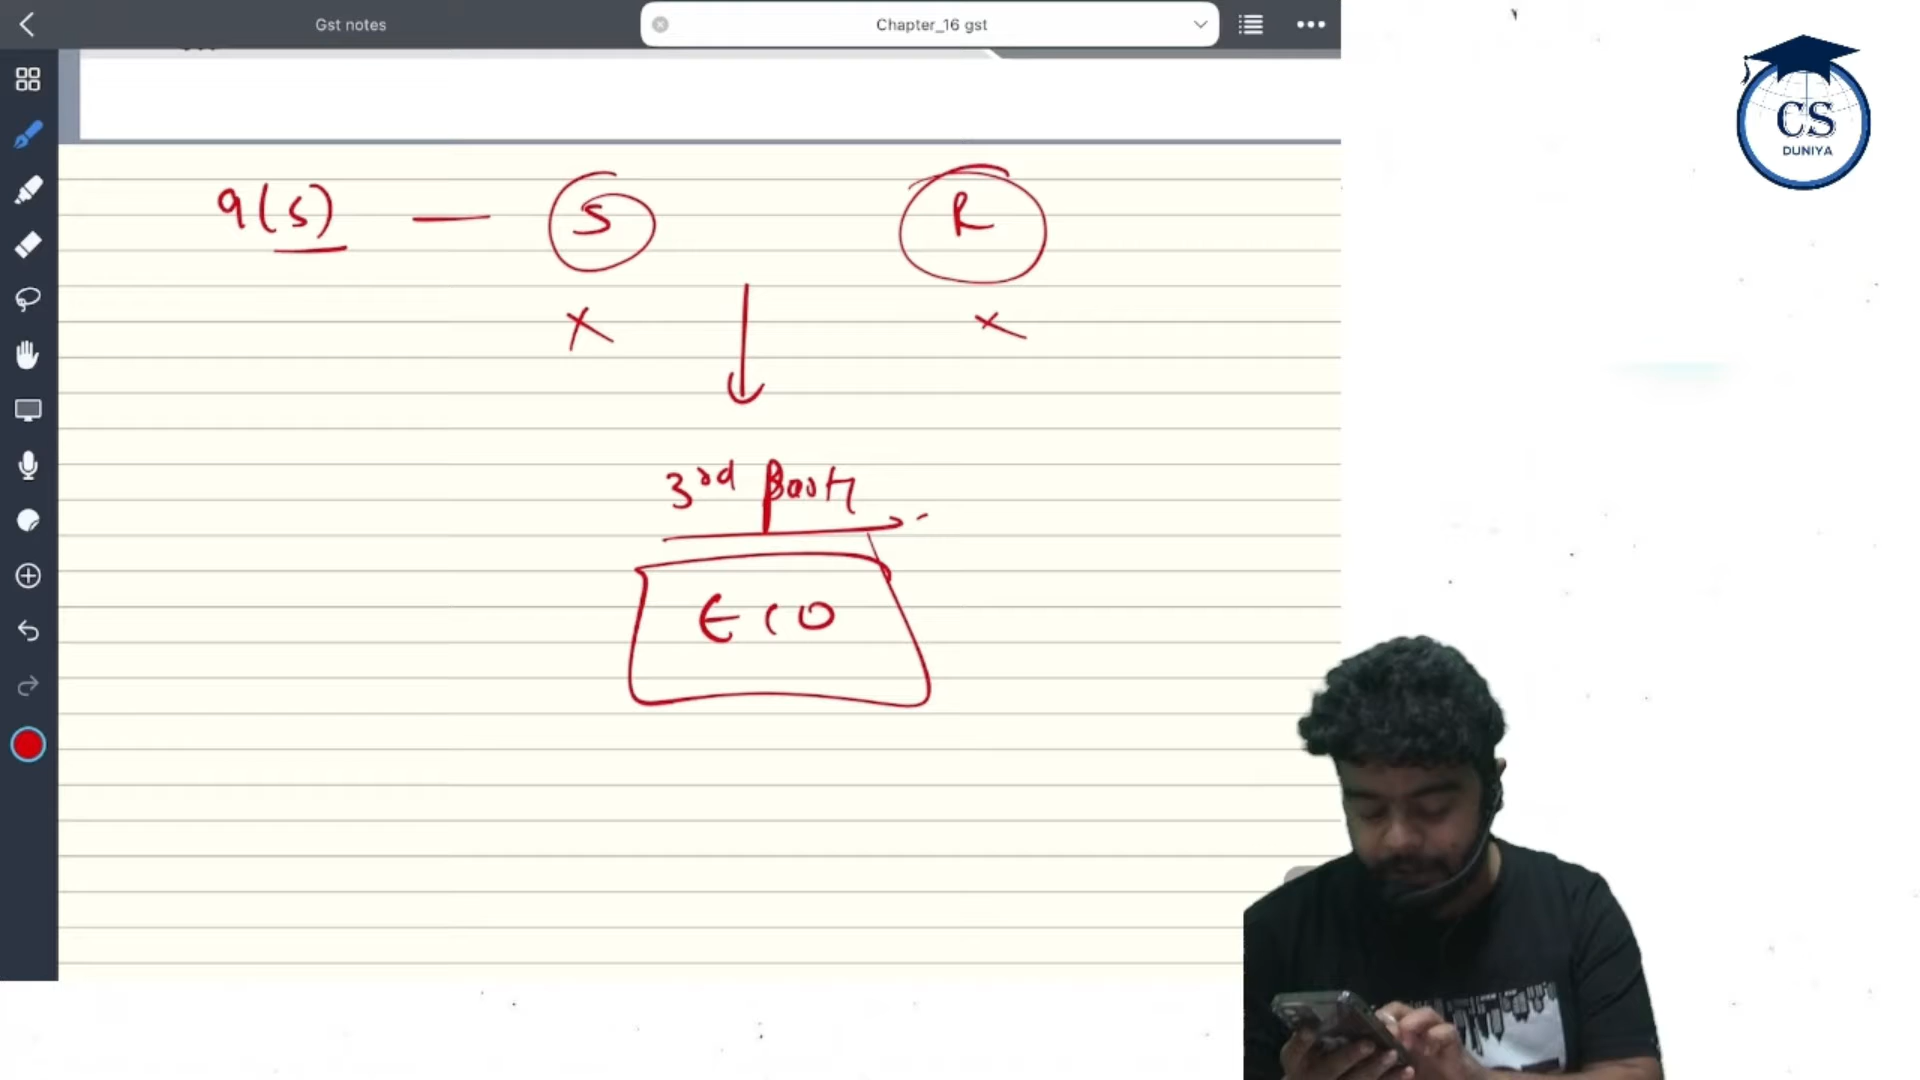 Gst notes
Chapter_16 gst
CS
DUNIYA
9(5) — S R
x x
3rd party
ECO